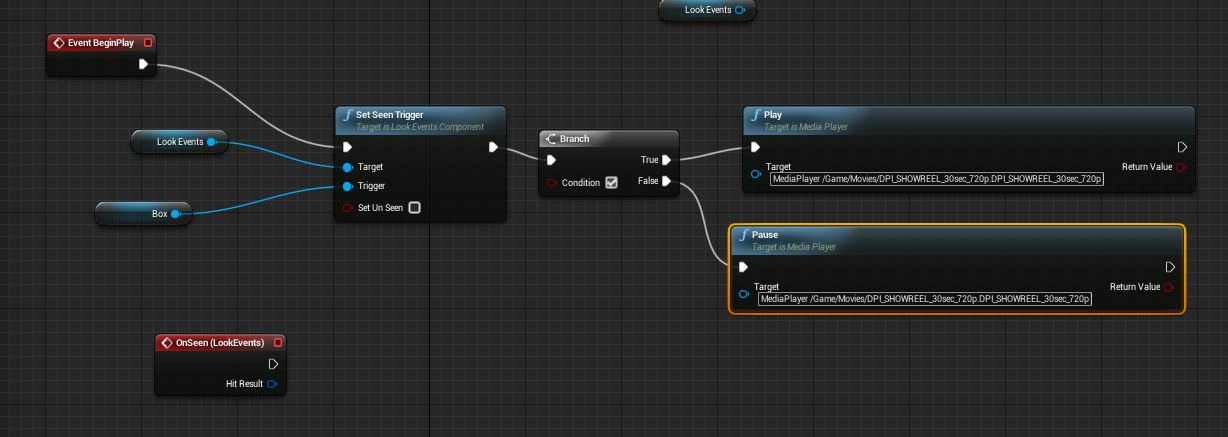 Look Events
Event BeginPlay
Set Seen Trigger
Target is Look Events Component
Look Events
Target
Trigger
Box
Set Un Seen
Branch
True
Condition
False
Play
Target is Media Player
Target
Return Value
MediaPlayer /Game/Movies/DPI_SHOWREEL_30sec_720p.DPI_SHOWREEL_30sec_720p
Pause
Target is Media Player
Target
Return Value
MediaPlayer /Game/Movies/DPI_SHOWREEL_30sec_720p.DPI_SHOWREEL_30sec_720p
OnSeen (LookEvents)
Hit Result